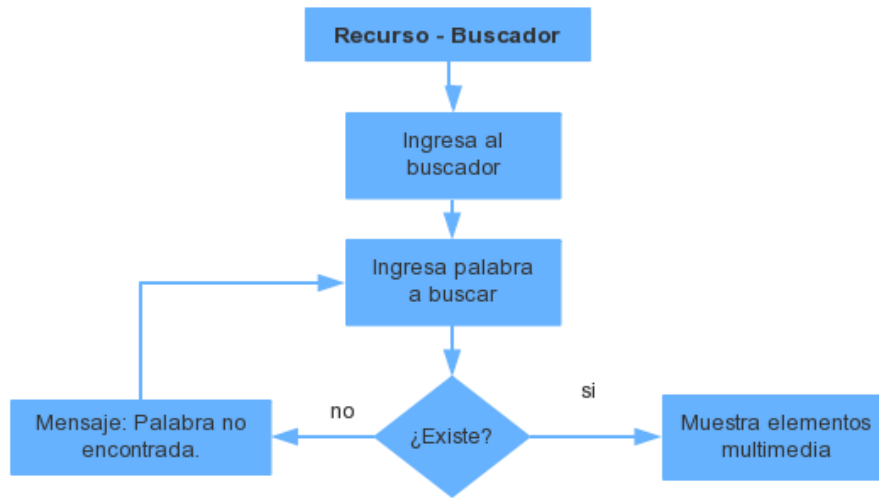 Recurso - Buscador
Ingresa al
buscador
Ingresa palabra
a buscar
¿Existe?
no
Mensaje: Palabra no
encontrada.
si
Muestra elementos
multimedia